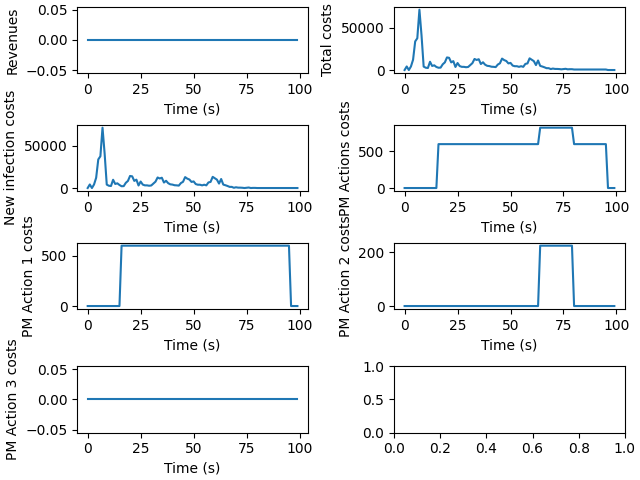 Revenues
0.05
0.00
−0.05
0 25 50 75 100
Time (s)
Total costs
50000
0
0 25 50 75 100
Time (s)
New infection costs
50000
0
0 25 50 75 100
Time (s)
PM Actions costs
500
0
0 25 50 75 100
Time (s)
PM Action 1 costs
500
0
0 25 50 75 100
Time (s)
PM Action 2 costs
200
0
0 25 50 75 100
Time (s)
PM Action 3 costs
0.05
0.00
−0.05
0 25 50 75 100
Time (s)
1.0
0.5
0.0
0.0 0.2 0.4 0.6 0.8 1.0